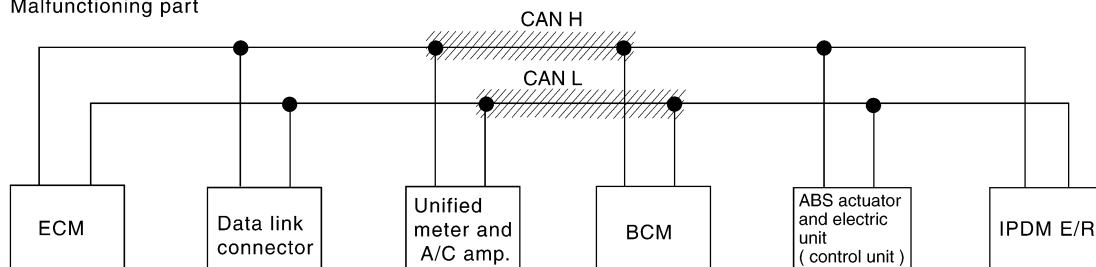 Malfunctioning part
CAN H
CAN L
ECM
Data link
connector
Unified
meter and
A/C amp.
BCM
ABS actuator
and electric
unit
( control unit )
IPDM E/R